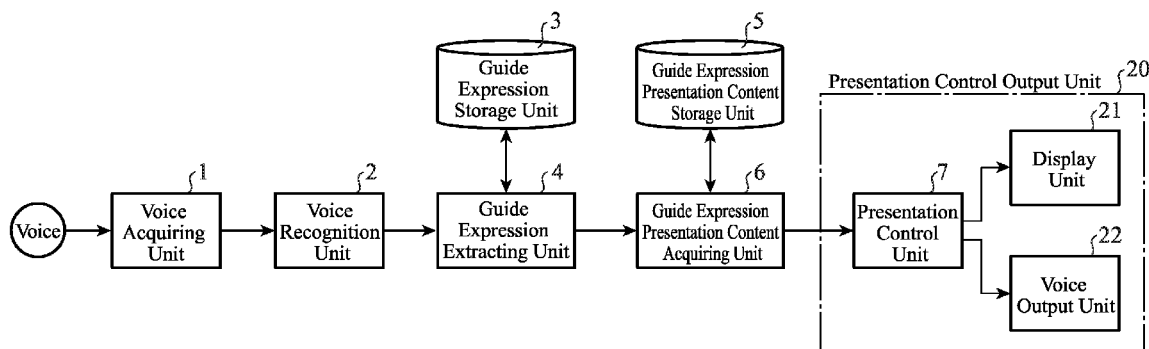 3
Guide
Expression
Storage Unit
5
Guide Expression
Presentation Content
Storage Unit
Presentation Control Output Unit
20
Voice
1
Voice
Acquiring
Unit
2
Voice
Recognition
Unit
4
Guide
Expression
Extracting Unit
6
Guide Expression
Presentation Content
Acquiring Unit
7
Presentation
Control
Unit
21
Display
Unit
22
Voice
Output Unit